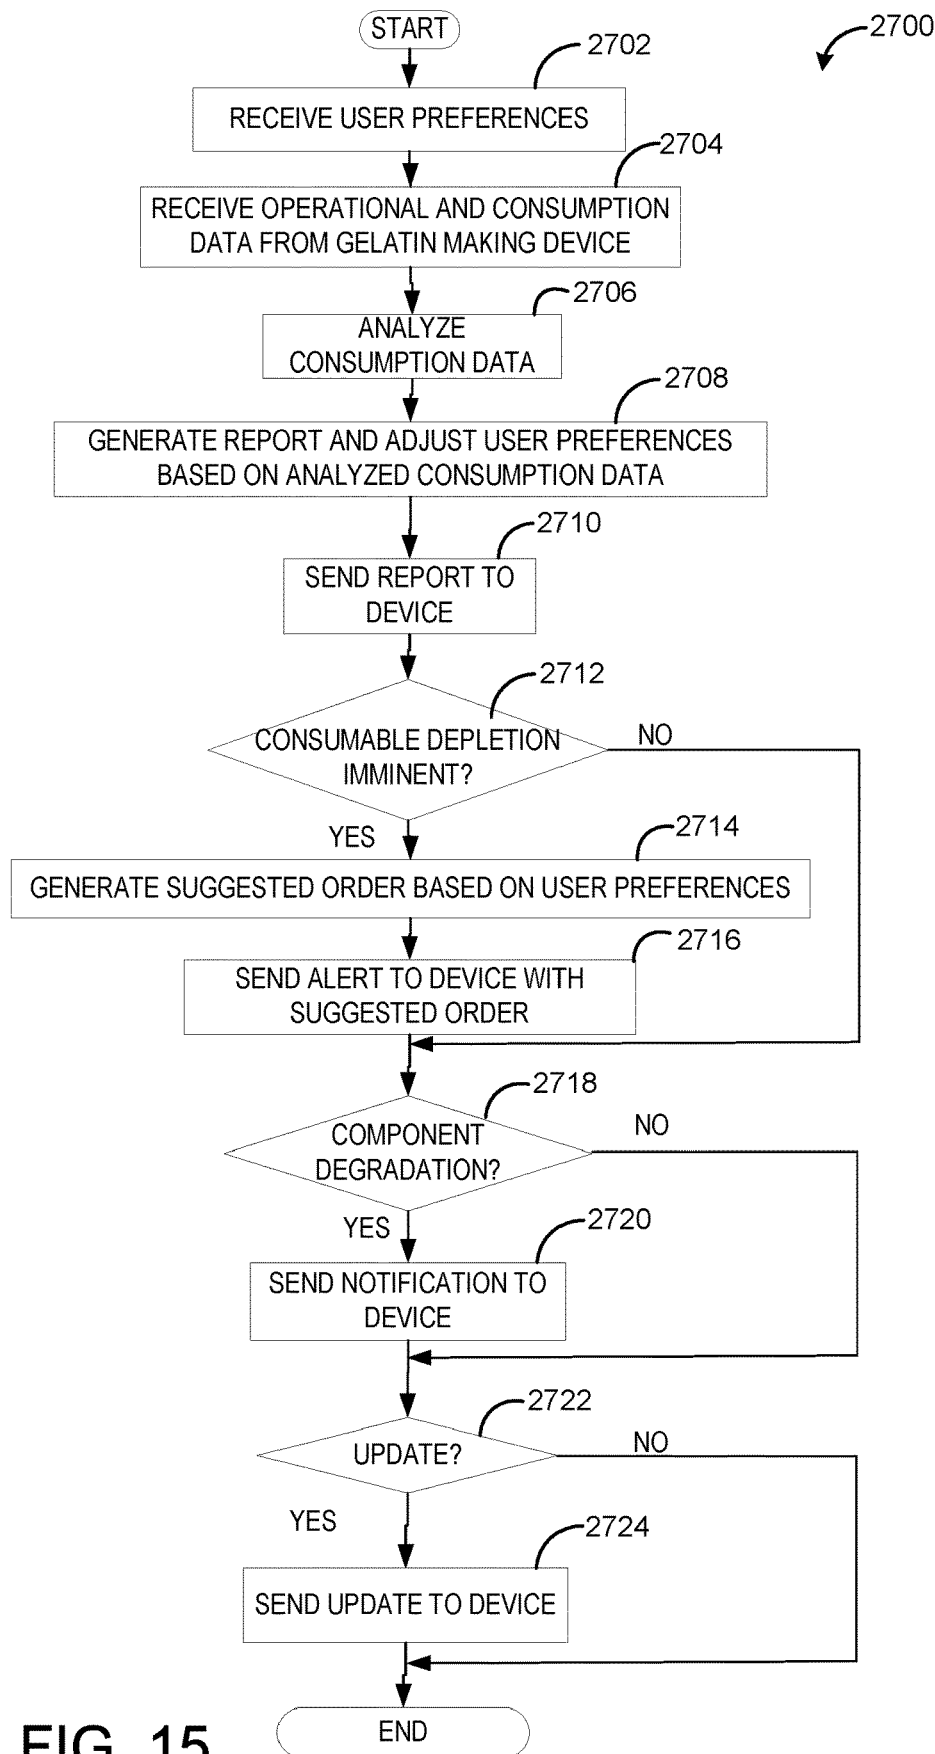 START
2700
2702
RECEIVE USER PREFERENCES
2704
RECEIVE OPERATIONAL AND CONSUMPTION
DATA FROM GELATIN MAKING DEVICE
2706
ANALYZE
CONSUMPTION DATA
2708
GENERATE REPORT AND ADJUST USER PREFERENCES
BASED ON ANALYZED CONSUMPTION DATA
2710
SEND REPORT TO
DEVICE
2712
CONSUMABLE DEPLETION
IMMINENT?
NO
YES
2714
GENERATE SUGGESTED ORDER BASED ON USER PREFERENCES
2716
SEND ALERT TO DEVICE WITH
SUGGESTED ORDER
2718
COMPONENT
DEGRADATION?
NO
YES
2720
SEND NOTIFICATION TO
DEVICE
2722
UPDATE?
NO
YES
2724
SEND UPDATE TO DEVICE
END
FIG. 15